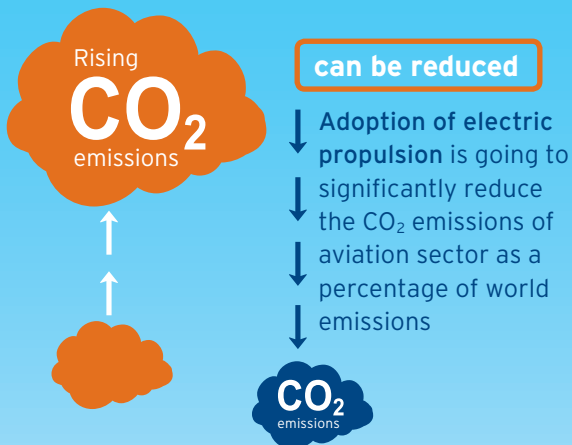 Rising
CO₂
emissions
can be reduced
Adoption of electric
propulsion is going to
significantly reduce
the CO₂ emissions of
aviation sector as a
percentage of world
emissions
CO₂
emissions